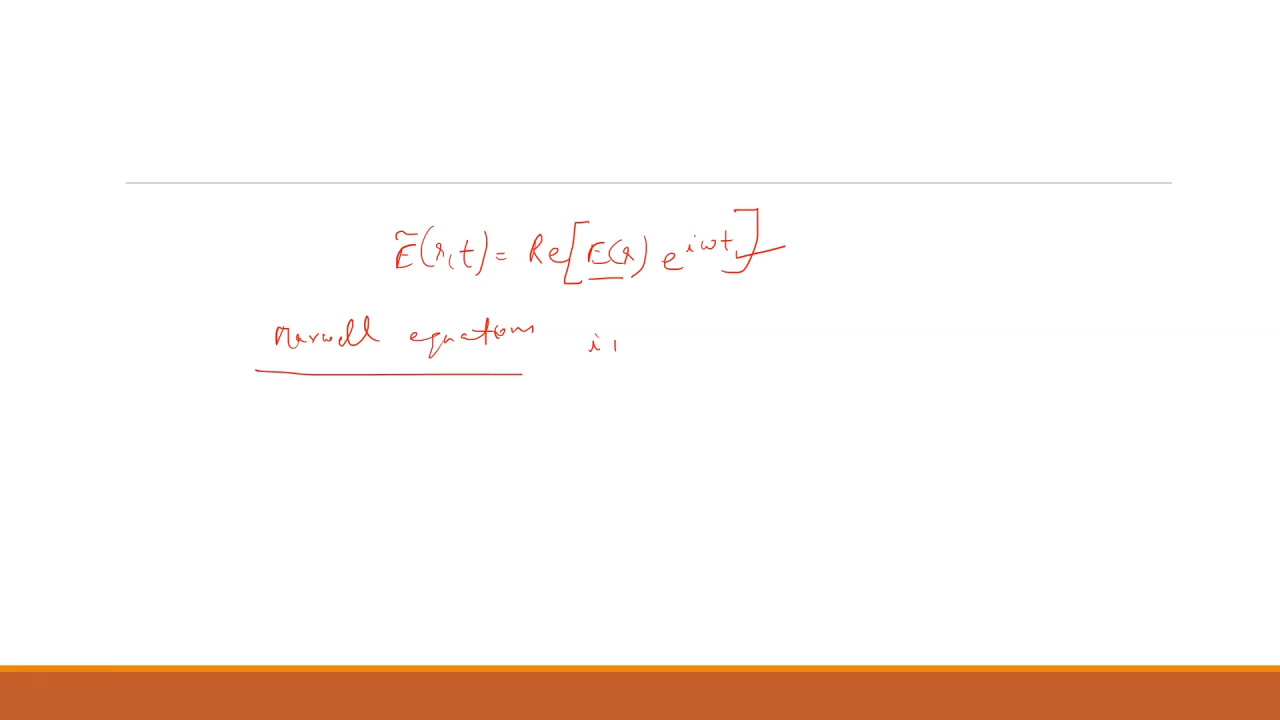 Ẽ(r,t) = Re[E(r) e^{iωt}]
Maxwell equations i